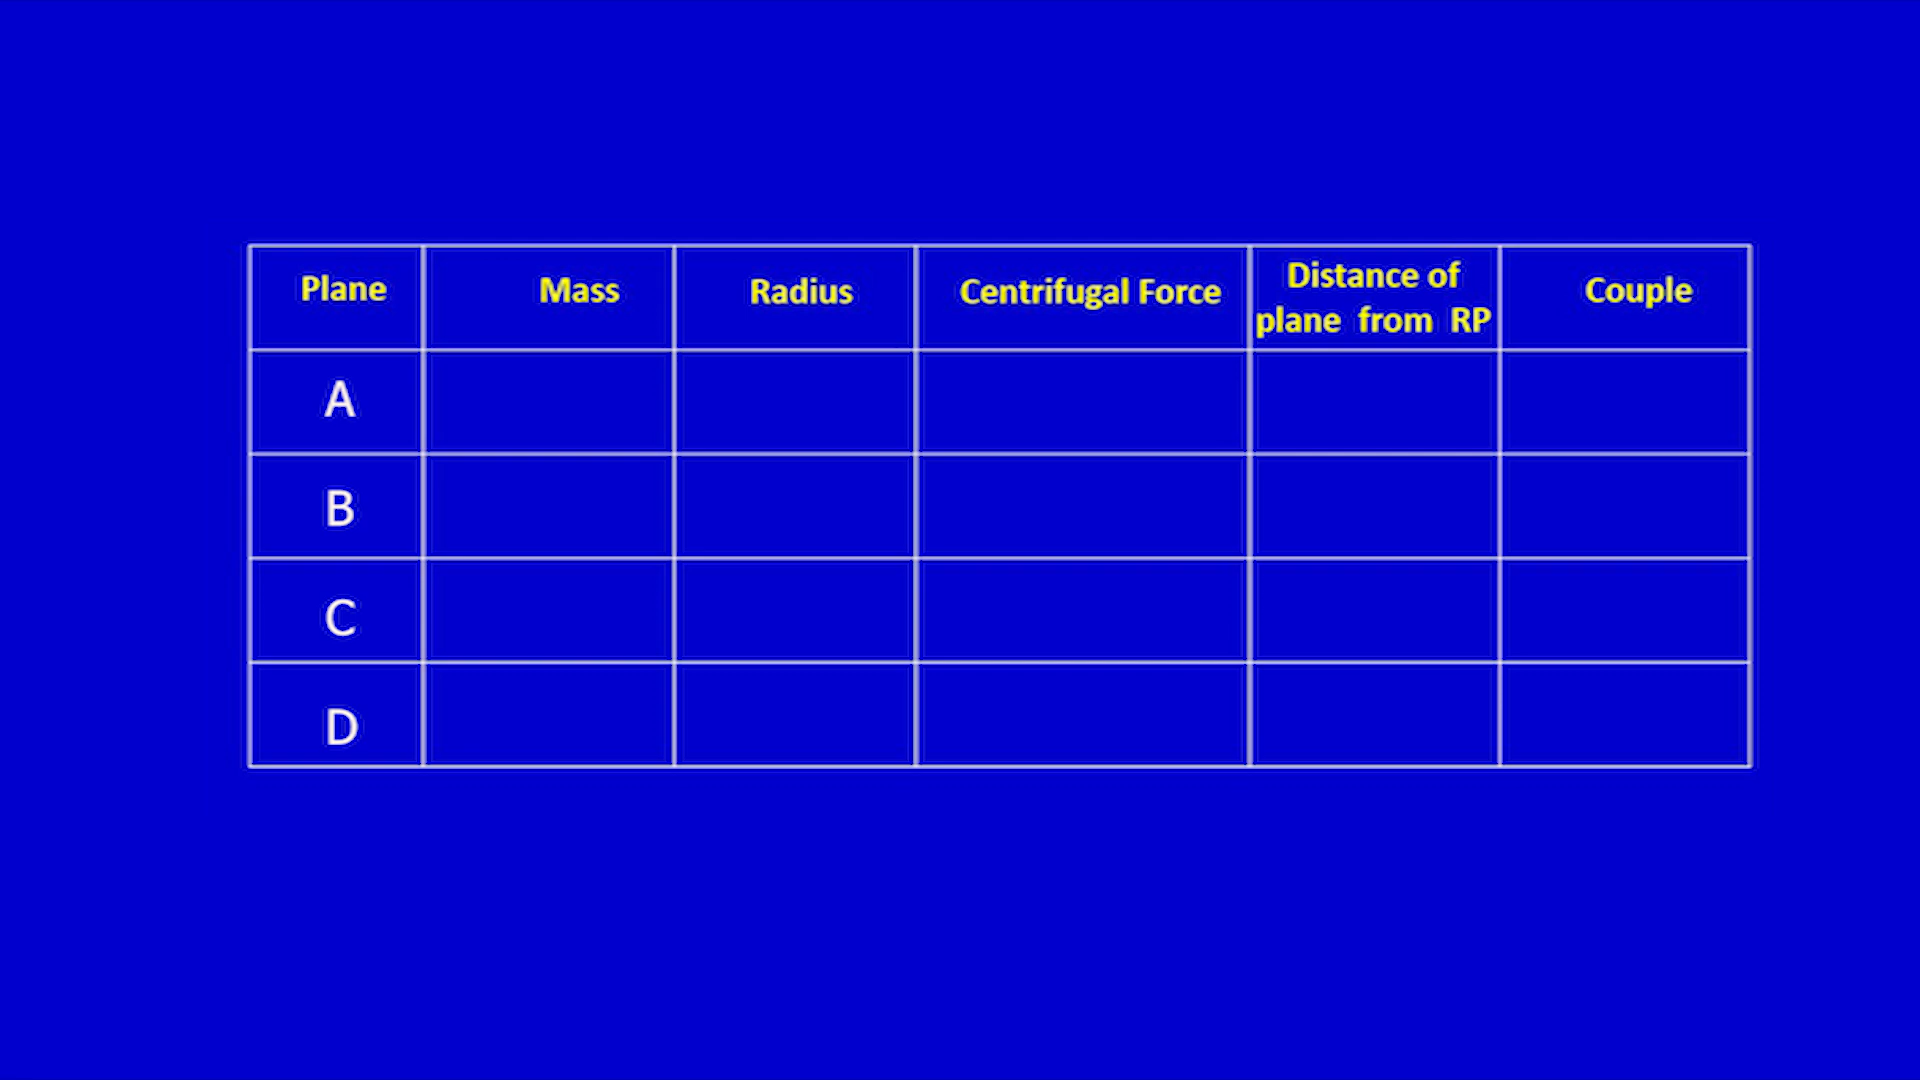 Plane Mass Radius Centrifugal Force Distance of
plane from RP Couple
A
B
C
D